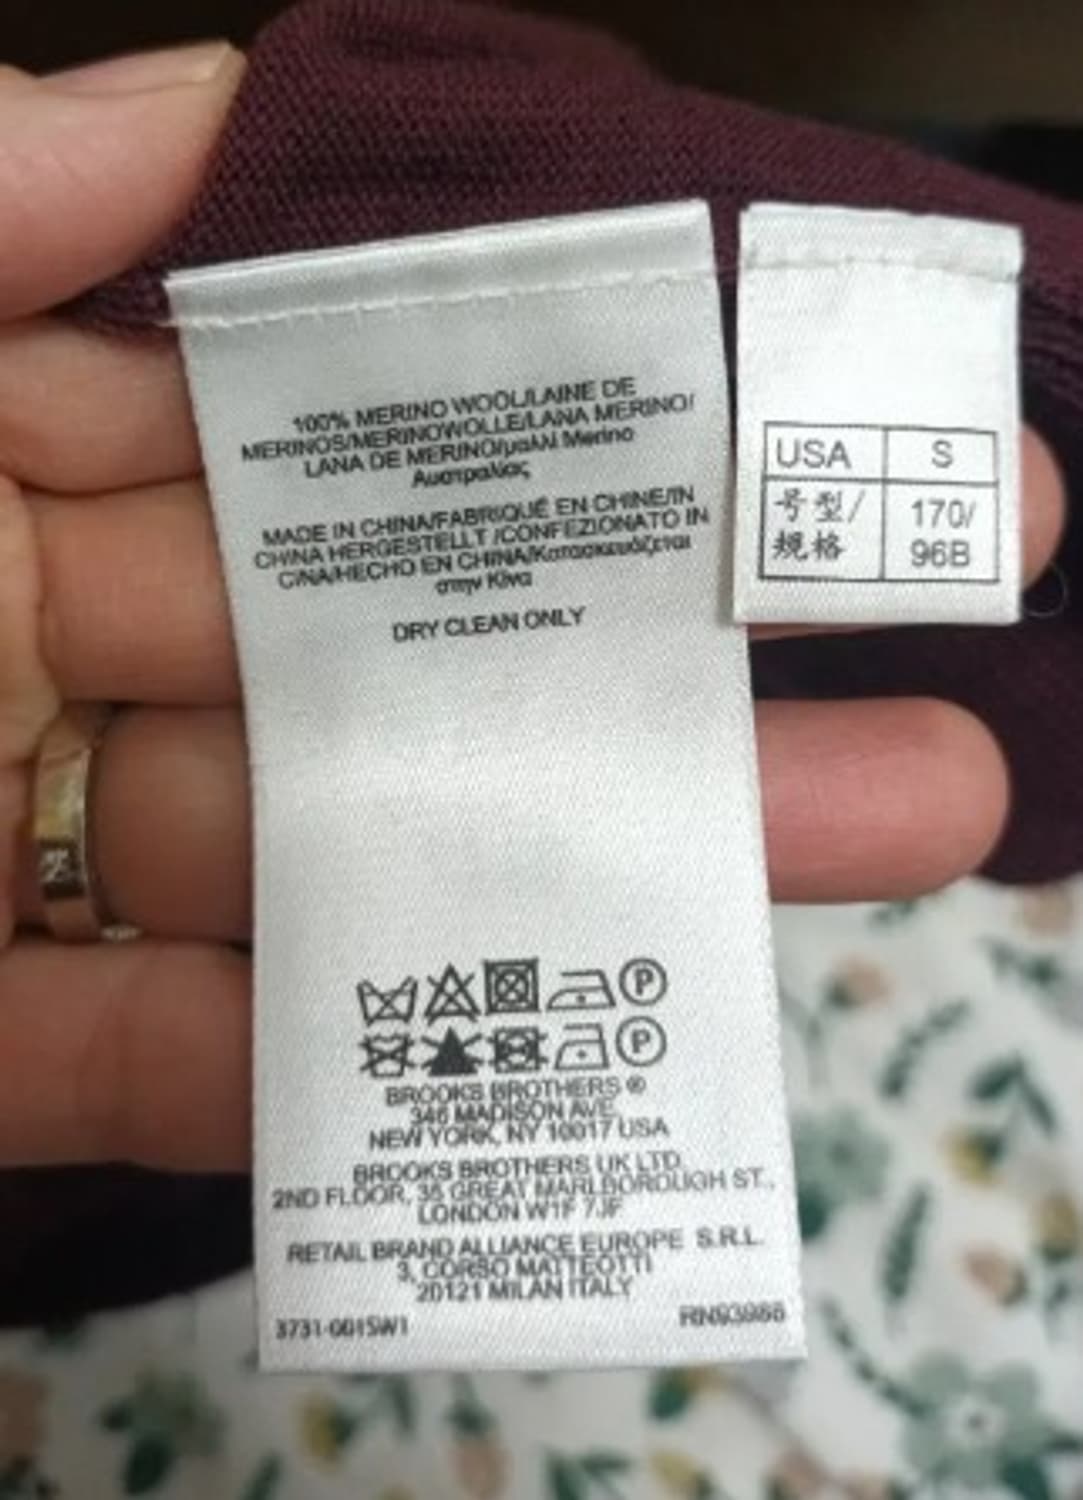 100% MERINO WOOL/LAINE DE
MERINOS/MERINOWOLLE/LANA MERINO/
LANA DE MERINO/μαλλί Merino
Αυστραλίας
MADE IN CHINA/FABRIQUÉ EN CHINE/IN
CHINA HERGESTELLT /CONFEZIONATO IN
CINA/HECHO EN CHINA/Κατασκευάζεται
στην Κίνα
DRY CLEAN ONLY
P
P
BROOKS BROTHERS ®
346 MADISON AVE.
NEW YORK, NY 10017 USA
BROOKS BROTHERS UK LTD.
2ND FLOOR, 35 GREAT MARLBOROUGH ST.,
LONDON W1F 7JF
RETAIL BRAND ALLIANCE EUROPE S.R.L.
3, CORSO MATTEOTTI
20121 MILAN ITALY
3731-001SW1 RN93986
USA S
号型/ 170/
規格 96B